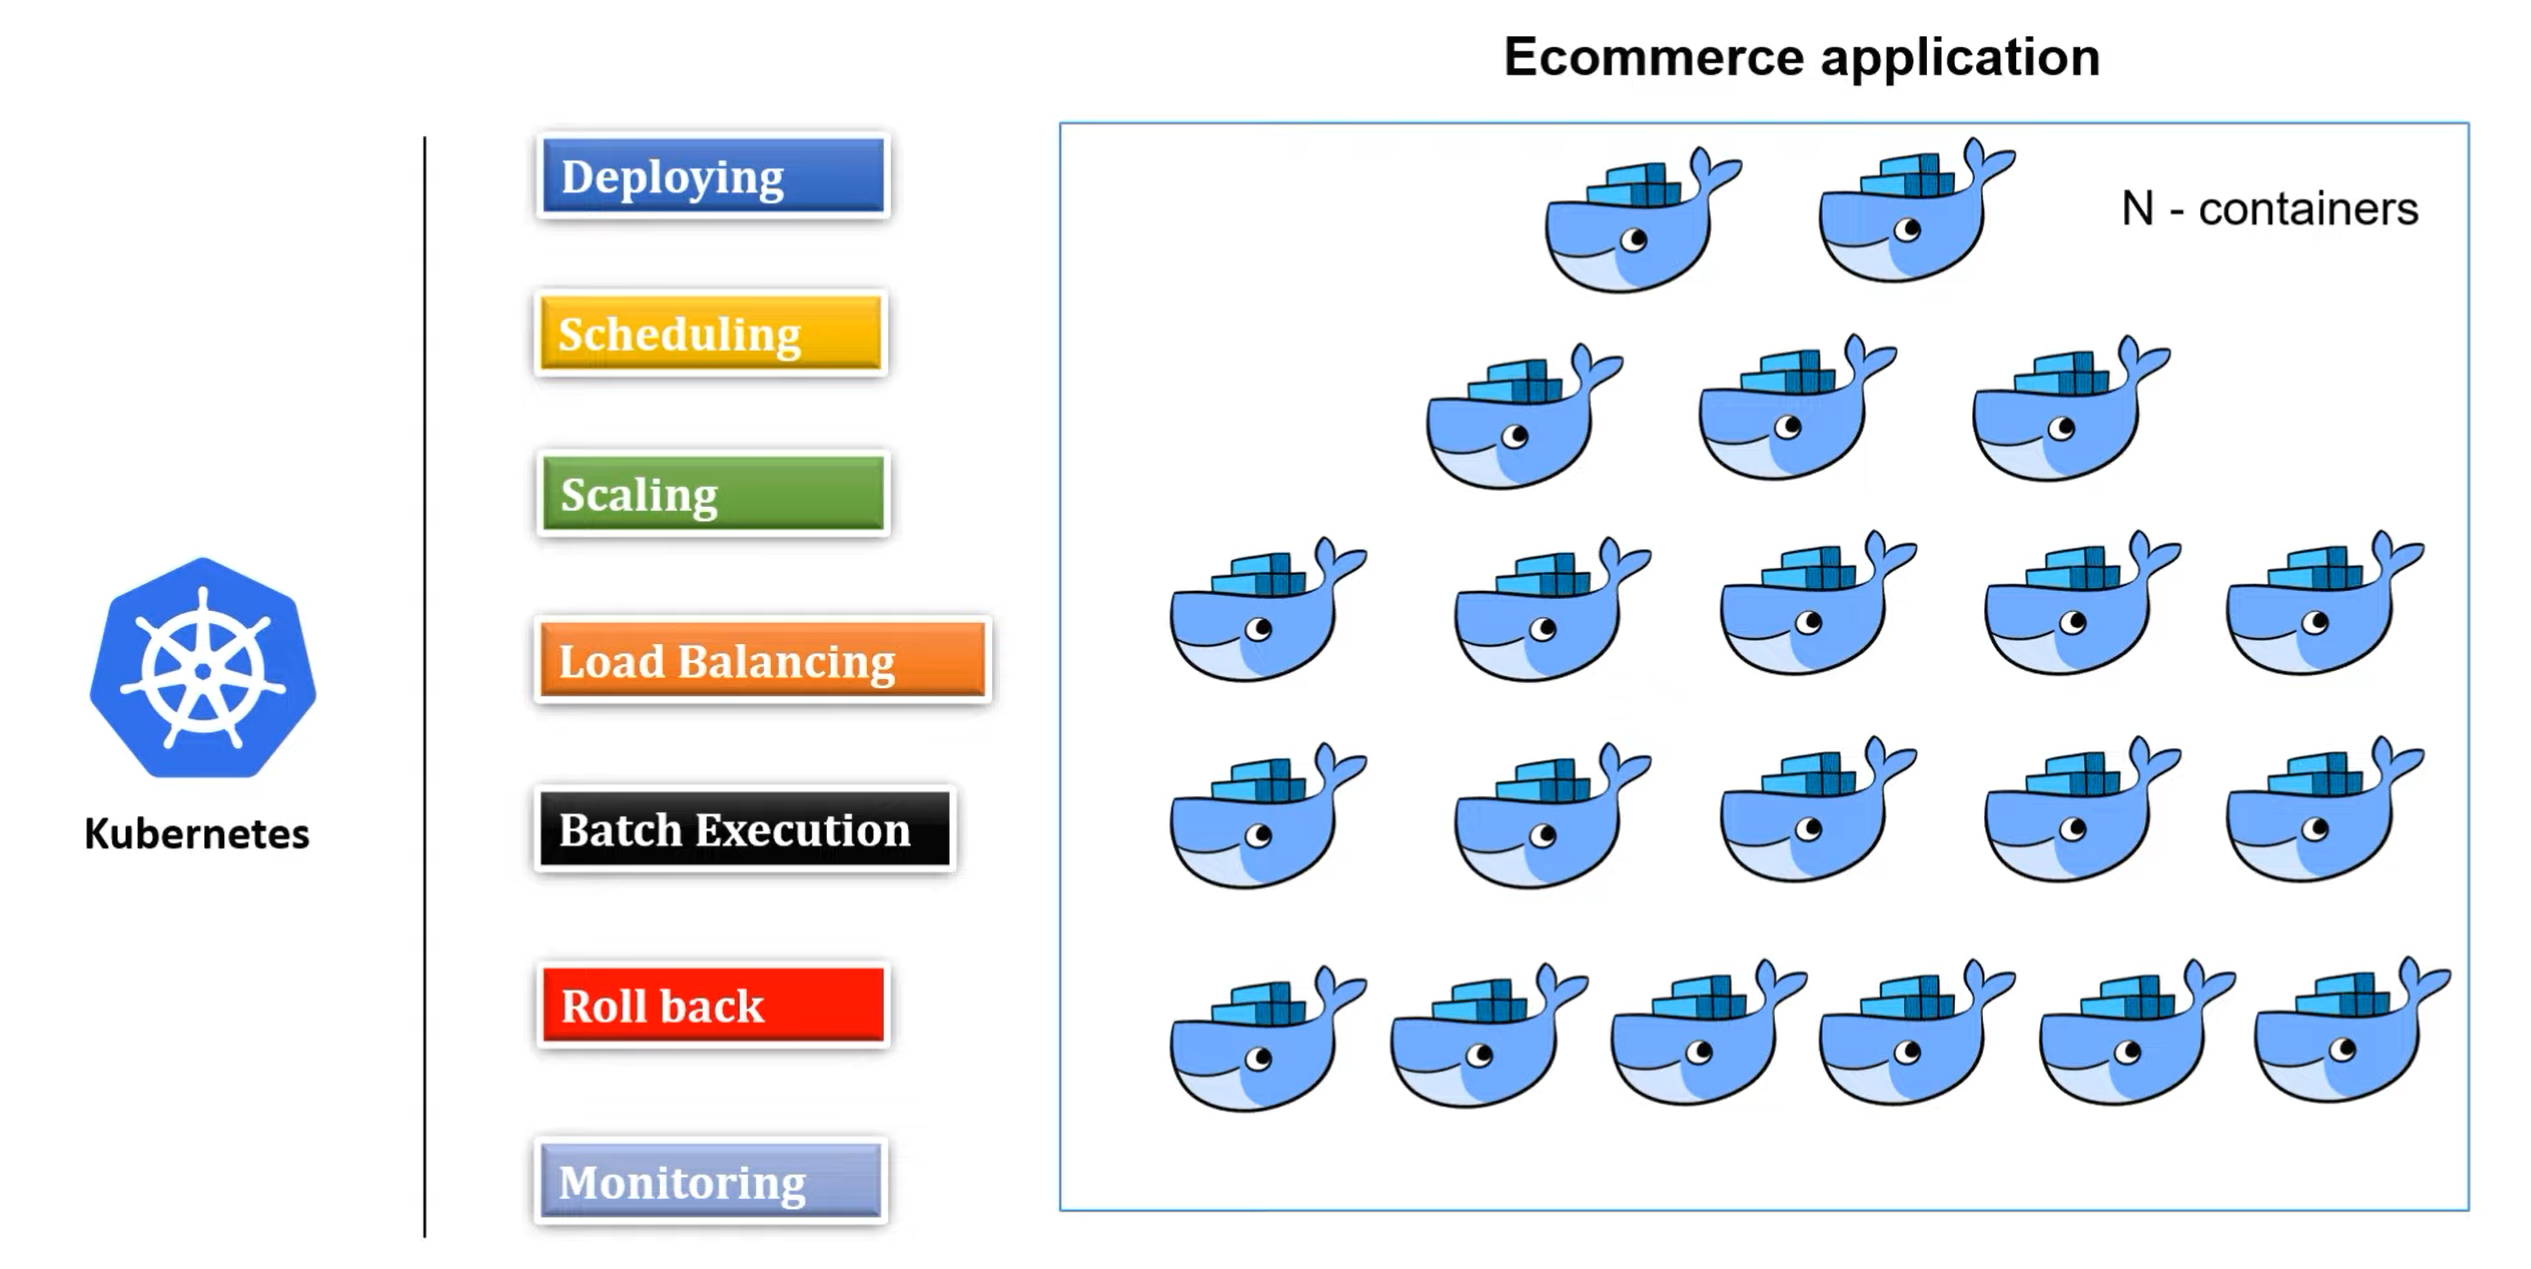 Ecommerce application
Deploying
N - containers
Scheduling
Scaling
Load Balancing
Kubernetes
Batch Execution
Roll back
Monitoring